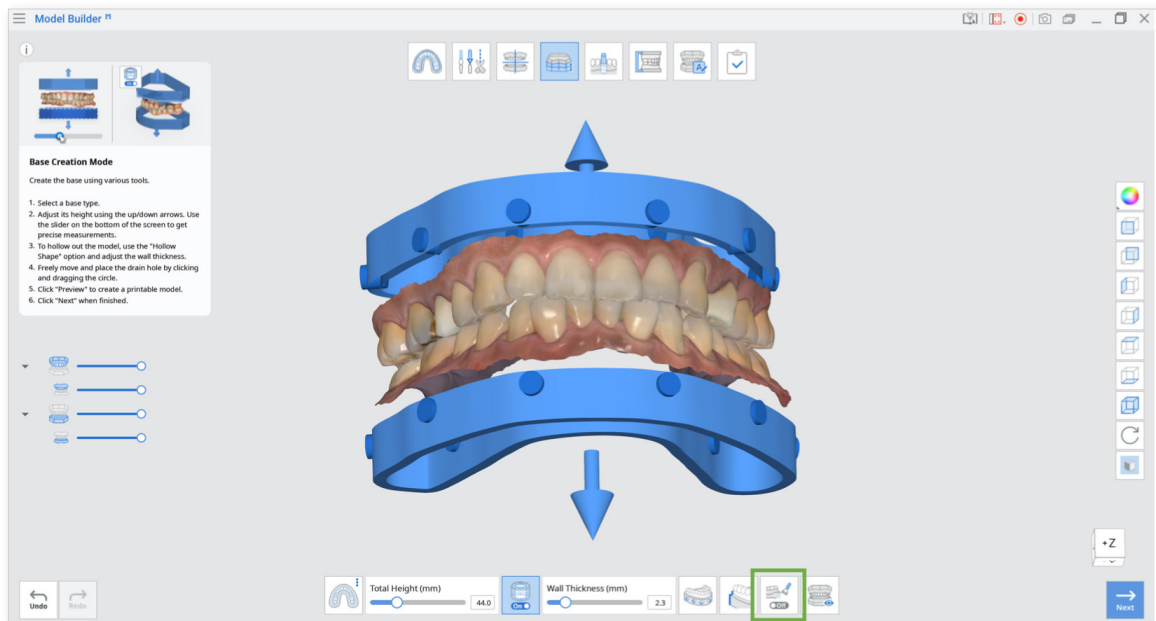 Model Builder
Base Creation Mode
Create the base using various tools.
1. Select a base type.
2. Adjust its height using the up/down arrows. Use
the slider on the bottom of the screen to get
precise measurements.
3. To hollow out the model, use the "Hollow
Shape" option and adjust the wall thickness.
4. Freely move and place the drain hole by clicking
and dragging the circle.
5. Click "Preview" to create a printable model.
6. Click "Next" when finished.
+Z
Undo
Redo
Total Height (mm)
44.0
On
Wall Thickness (mm)
2.3
Off
Next